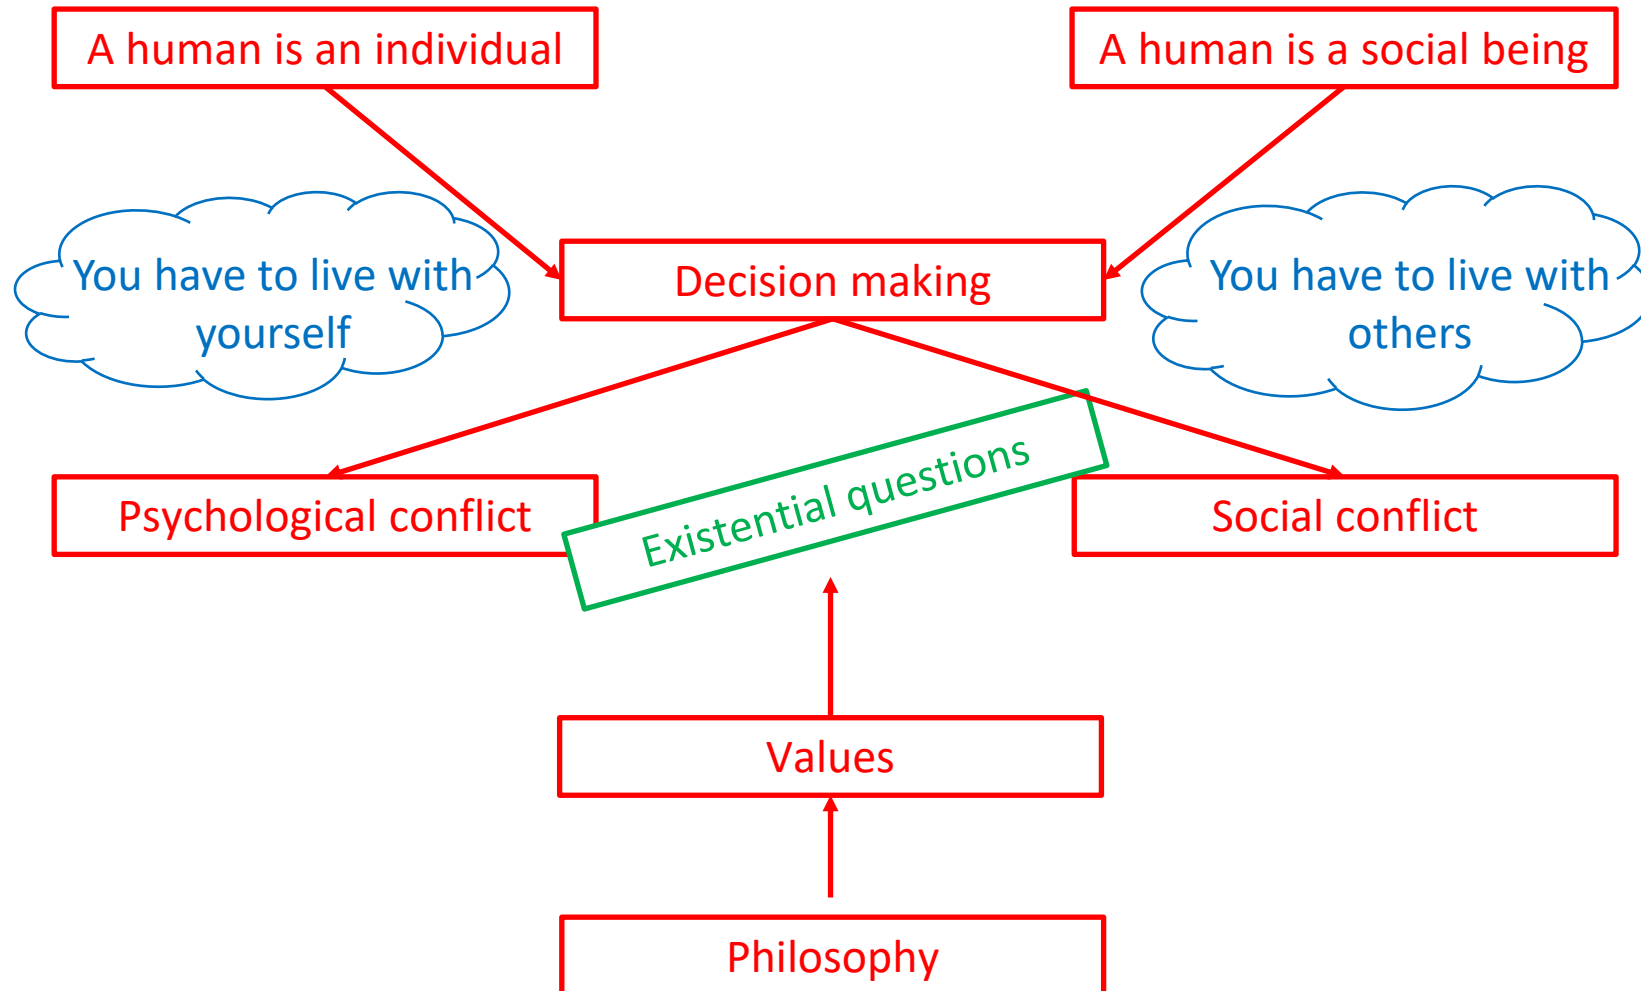 A human is an individual
A human is a social being
You have to live with
yourself
Decision making
You have to live with
others
Psychological conflict
Existential questions
Social conflict
Values
Philosophy